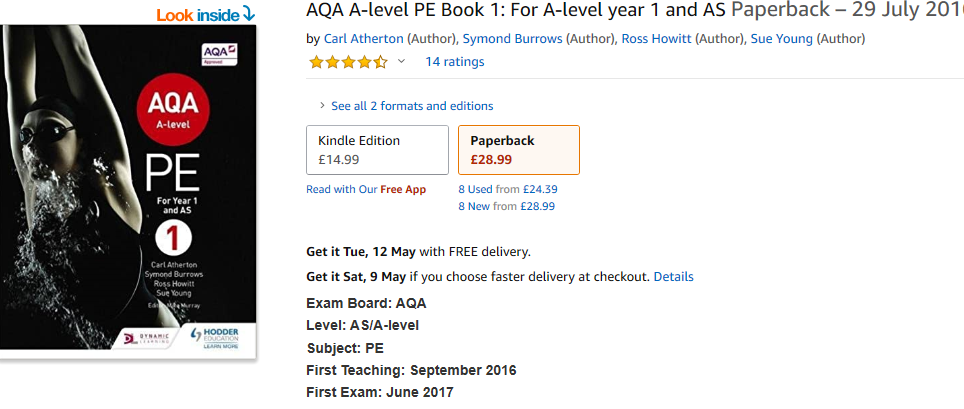 Look inside
AQA A-level PE Book 1: For A-level year 1 and AS Paperback – 29 July 201
by Carl Atherton (Author), Symond Burrows (Author), Ross Howitt (Author), Sue Young (Author)
14 ratings
See all 2 formats and editions
Kindle Edition
£14.99
Paperback
£28.99
Read with Our Free App
8 Used from £24.39
8 New from £28.99
Get it Tue, 12 May with FREE delivery.
Get it Sat, 9 May if you choose faster delivery at checkout. Details
Exam Board: AQA
Level: AS/A-level
Subject: PE
First Teaching: September 2016
First Exam: June 2017
AQA
Approved
AQA
A-level
PE
For Year 1
and AS
1
Carl Atherton
Symond Burrows
Ross Howitt
Sue Young
Murray
DYNAMIC
LEARNING
HODDER
EDUCATION
LEARN MORE